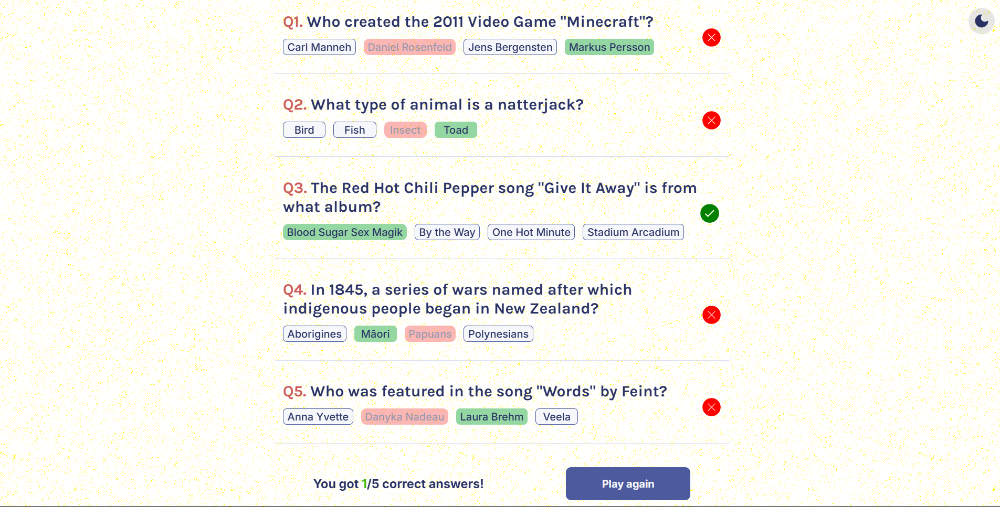 Q1. Who created the 2011 Video Game "Minecraft"?
Carl Manneh Daniel Rosenfeld Jens Bergensten Markus Persson
Q2. What type of animal is a natterjack?
Bird Fish Insect Toad
Q3. The Red Hot Chili Pepper song "Give It Away" is from
what album?
Blood Sugar Sex Magik By the Way One Hot Minute Stadium Arcadium
Q4. In 1845, a series of wars named after which
indigenous people began in New Zealand?
Aborigines Māori Papuans Polynesians
Q5. Who was featured in the song "Words" by Feint?
Anna Yvette Danyka Nadeau Laura Brehm Veela
You got 1/5 correct answers! Play again